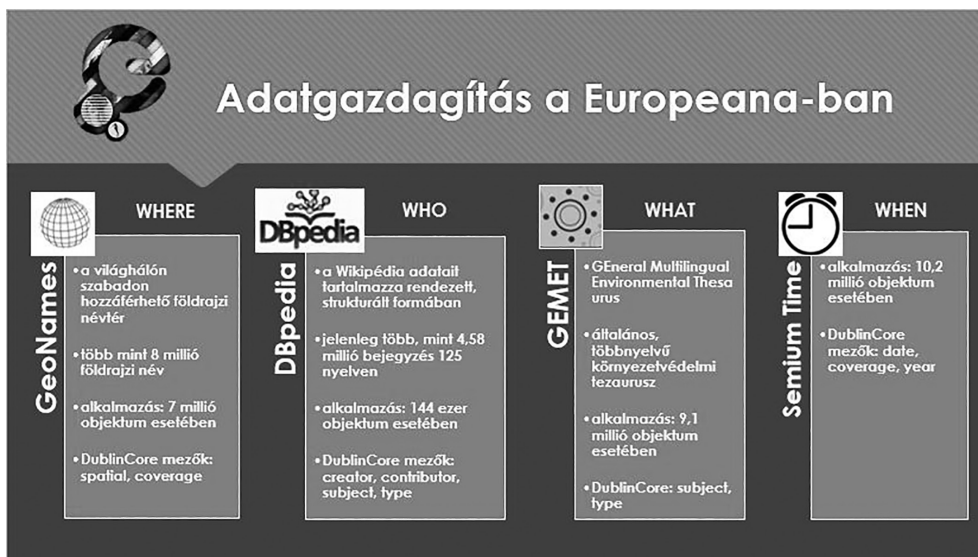 Adatgazdagítás a Europeana-ban
WHERE
GeoNames
•a világhálón
szabadon
hozzáférhető földrajzi
névtér
•több mint 8 millió
földrajzi név
•alkalmazás: 7 millió
objektum esetében
•DublinCore mezők:
spatial, coverage
DBpedia
WHO
DBpedia
•a Wikipédia adatait
tartalmazza rendezett,
strukturált formában
•jelenleg több, mint 4,58
millió bejegyzés 125
nyelven
•alkalmazás: 144 ezer
objektum esetében
•DublinCore mezők:
creator, contributor,
subject, type
WHAT
GEMET
•GEneral Multilingual
Environmental Thesa
urus
•általános,
többnyelvű
környezetvédelmi
tezaurusz
•alkalmazás: 9,1
millió objektum
esetében
•DublinCore: subject,
type
WHEN
Semium Time
•alkalmazás: 10,2
millió objektum
esetében
•DublinCore
mezők: date,
coverage, year